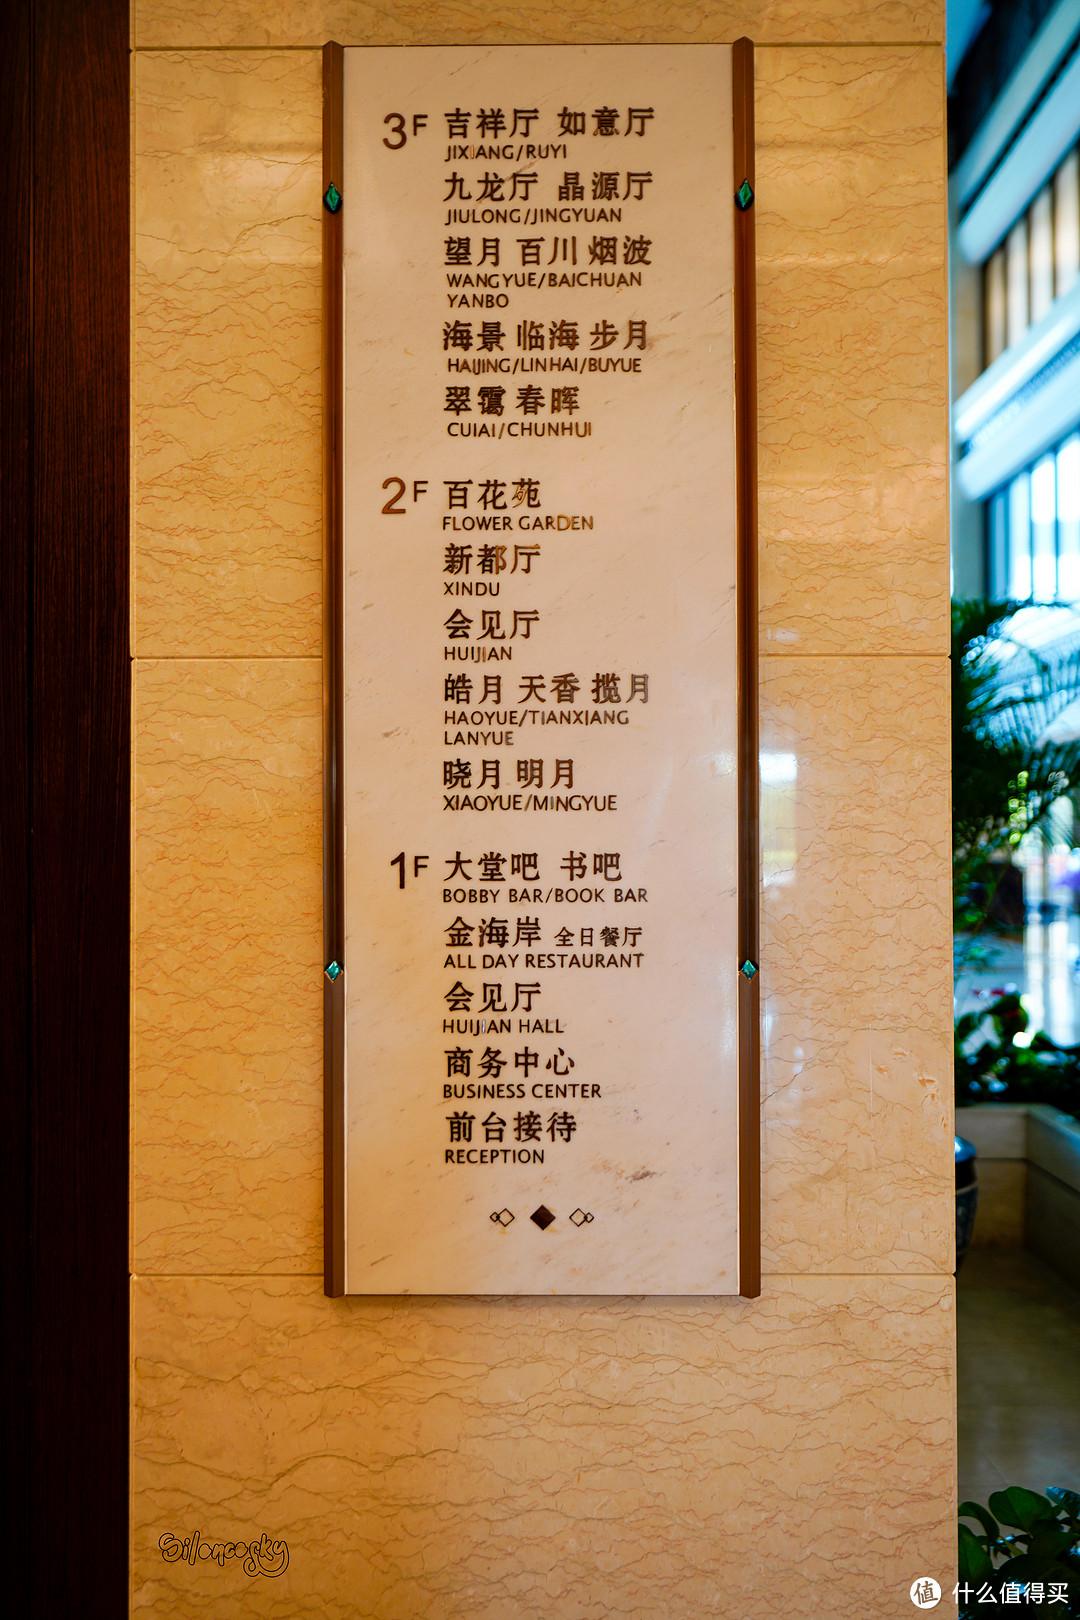 3F 吉祥厅 如意厅
JIXIANG/RUYI
九龙厅 晶源厅
JIULONG/JINGYUAN
望月 百川 烟波
WANGYUE/BAICHUAN
YANBO
海景 临海 步月
HAIJING/LINHAI/BUYUE
翠霭 春晖
CUIAI/CHUNHUI
2F 百花苑
FLOWER GARDEN
新都厅
XINDU
会见厅
HUIJIAN
皓月 天香 揽月
HAOYUE/TIANXIANG
LANYUE
晓月 明月
XIAOYUE/MINGYUE
1F 大堂吧 书吧
BOBBY BAR/BOOK BAR
金海岸 全日餐厅
ALL DAY RESTAURANT
会见厅
HUIJIAN HALL
商务中心
BUSINESS CENTER
前台接待
RECEPTION
值 什么值得买